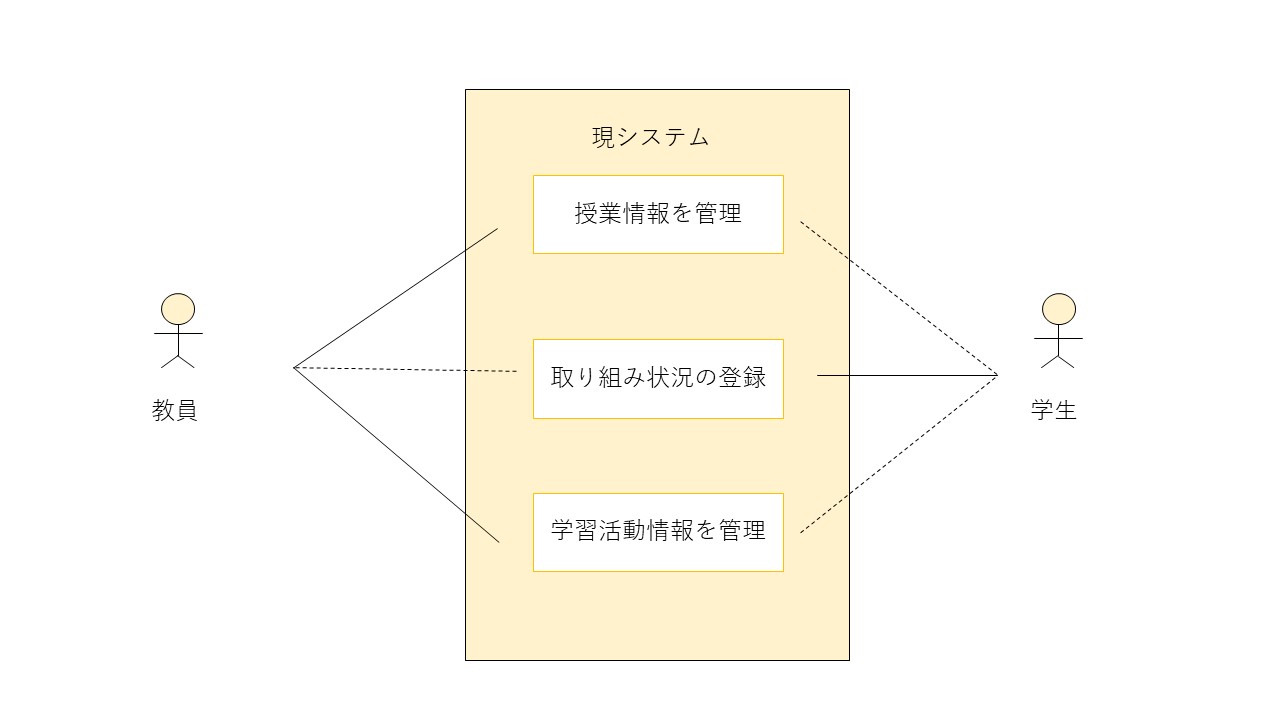 現システム
授業情報を管理
取り組み状況の登録
学習活動情報を管理
教員
学生